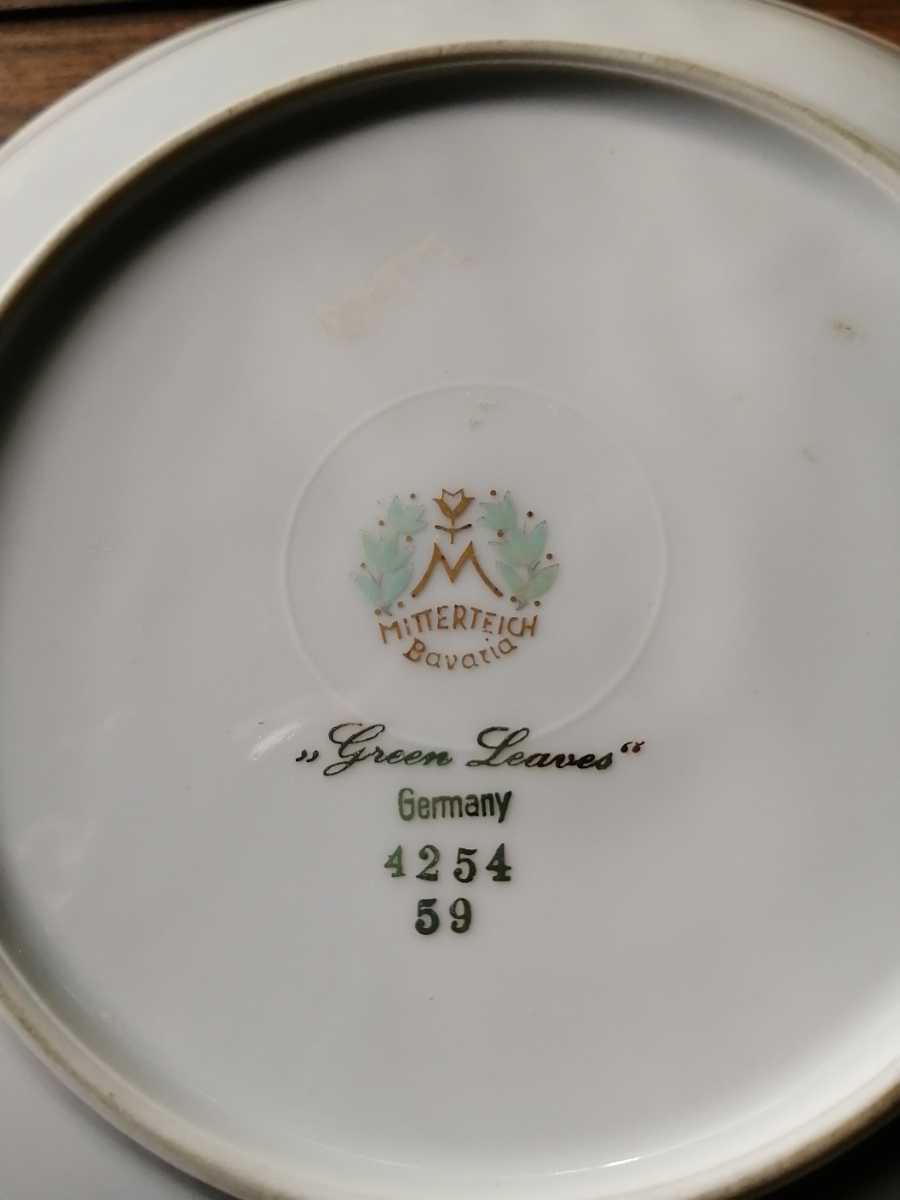 M
MITTERTEICH
Bavaria
„Green Leaves“
Germany
4254
59